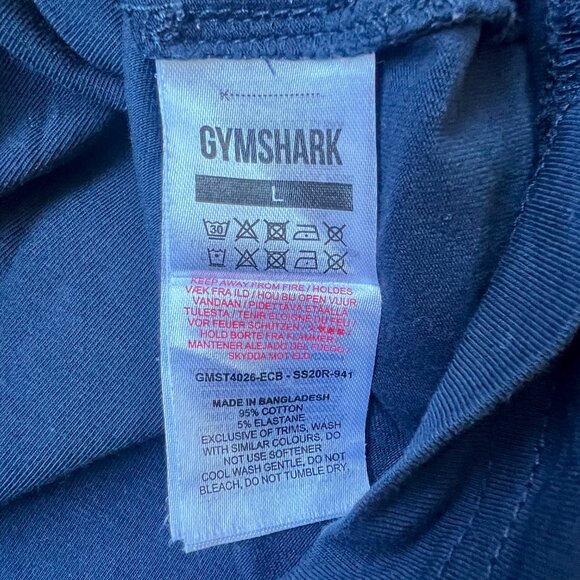 GYMSHARK
L
30
KEEP AWAY FROM FIRE / HOLDES
VÆK FRA ILD / HOU BIJ OPEN VUUR
VANDAAN / PIDETTÄVÄ ETÄÄLLÄ
TULESTA / TENIR ÉLOIGNÉ DU FEU /
VOR FEUER SCHÜTZEN -
HOLD BORTE FRA FLAMMER
MANTENER ALEJADO DEL FUEGO /
SKYDDA MOT ELD
GMST4026-ECB - SS20R-941
MADE IN BANGLADESH
95% COTTON
5% ELASTANE
EXCLUSIVE OF TRIMS, WASH
WITH SIMILAR COLOURS, DO
NOT USE SOFTENER
COOL WASH GENTLE, DO NOT
BLEACH, DO NOT TUMBLE DRY,